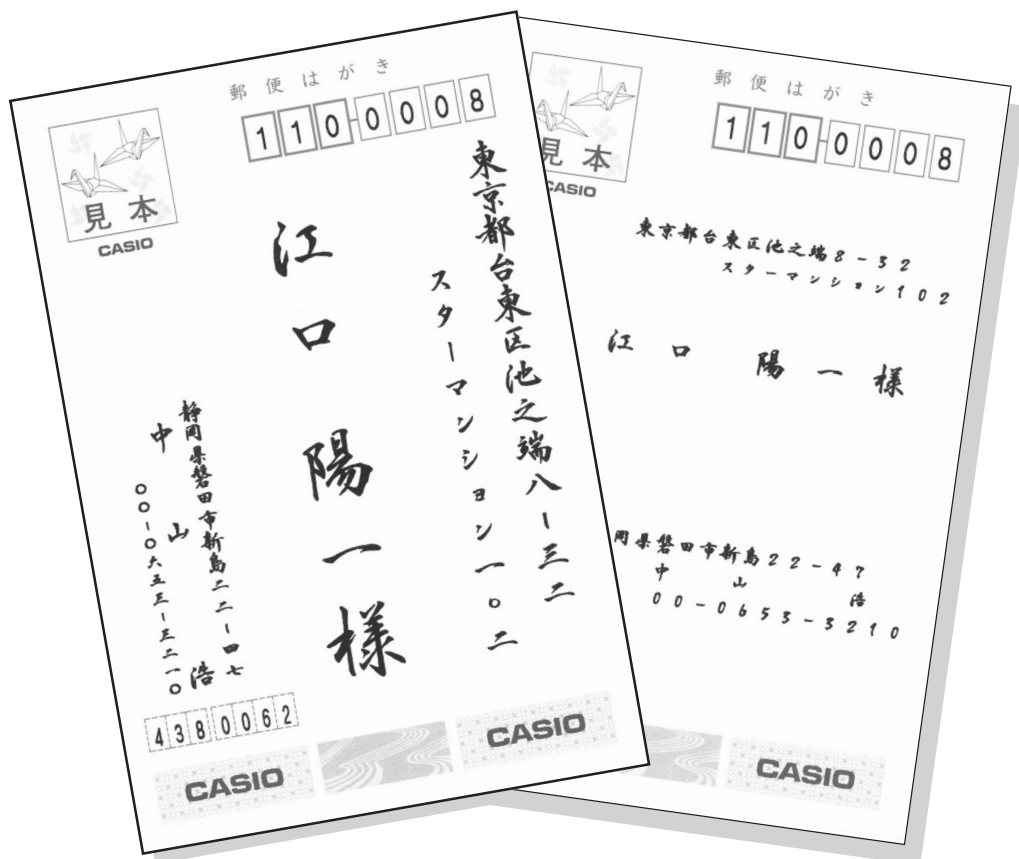 郵便はがき
110-0008
見本
CASIO
東京都台東区池之端八-三二
スターマンション一〇二
江口陽一様
静岡県磐田市新島二二-四七
中山浩
〇〇-〇六五三-三二一〇
4380062
CASIO
CASIO
郵便はがき
110-0008
見本
CASIO
東京都台東区池之端8-32
スターマンション102
江口 陽一様
岡県磐田市新島22-47
中山浩
00-0653-3210
CASIO